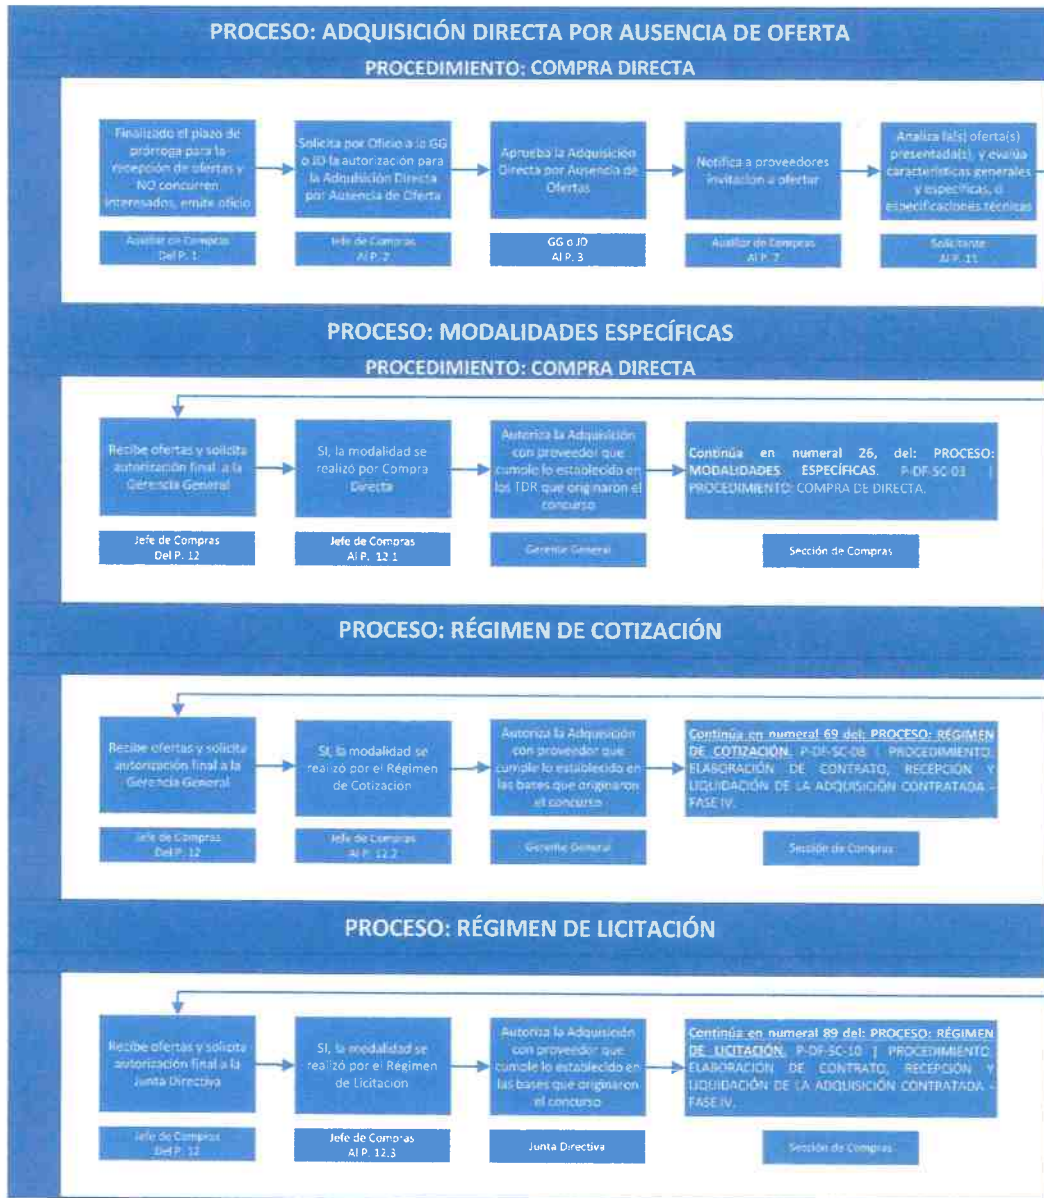 PROCESO: ADQUISICIÓN DIRECTA POR AUSENCIA DE OFERTA
PROCEDIMIENTO: COMPRA DIRECTA
Finalizado el plazo de
prórroga para la
recepción de ofertas y
NO concurren
interesados, emite oficio
Auxiliar de Compras
Del P. 1
Solicita por Oficio a la GG
o JD la autorización para
la Adquisición Directa
por Ausencia de Oferta
Jefe de Compras
Al P. 2
Aprueba la Adquisición
Directa por Ausencia de
Ofertas
GG o JD
Al P. 3
Notifica a proveedores
invitación a ofertar
Auxiliar de Compras
Al P. 7
Analiza la(s) oferta(s)
presentada(s), y evalúa
características generales
y específicas, o
especificaciones técnicas
Solicitante
Al P. 11
PROCESO: MODALIDADES ESPECÍFICAS
PROCEDIMIENTO: COMPRA DIRECTA
Recibe ofertas y solicita
autorización final a la
Gerencia General
Jefe de Compras
Del P. 12
SI, la modalidad se
realizó por Compra
Directa
Jefe de Compras
Al P. 12.1
Autoriza la Adquisición
con proveedor que
cumple lo establecido en
los TDR que originaron el
concurso
Gerente General
Continúa en numeral 26, del: PROCESO:
MODALIDADES ESPECÍFICAS. P-DF-SC-03 |
PROCEDIMIENTO: COMPRA DE DIRECTA.
Sección de Compras
PROCESO: RÉGIMEN DE COTIZACIÓN
Recibe ofertas y solicita
autorización final a la
Gerencia General
Jefe de Compras
Del P. 12
SI, la modalidad se
realizó por el Régimen
de Cotizacion
Jefe de Compras
Al P. 12.2
Autoriza la Adquisición
con proveedor que
cumple lo establecido en
las bases que originaron
el concurso
Gerente General
Continúa en numeral 69 del: PROCESO: RÉGIMEN
DE COTIZACIÓN. P-DF-SC-08 | PROCEDIMIENTO:
ELABORACIÓN DE CONTRATO, RECEPCIÓN Y
LIQUIDACIÓN DE LA ADQUISICIÓN CONTRATADA -
FASE IV.
Sección de Compras
PROCESO: RÉGIMEN DE LICITACIÓN
Recibe ofertas y solicita
autorización final a la
Junta Directiva
Jefe de Compras
Del P. 12
SI, la modalidad se
realizó por el Régimen
de Licitacion
Jefe de Compras
Al P. 12.3
Autoriza la Adquisición
con proveedor que
cumple lo establecido en
las bases que originaron
el concurso
Junta Directiva
Continúa en numeral 89 del: PROCESO: RÉGIMEN
DE LICITACIÓN. P-DF-SC-10 | PROCEDIMIENTO:
ELABORACIÓN DE CONTRATO, RECEPCIÓN Y
LIQUIDACIÓN DE LA ADQUISICIÓN CONTRATADA -
FASE IV.
Sección de Compras